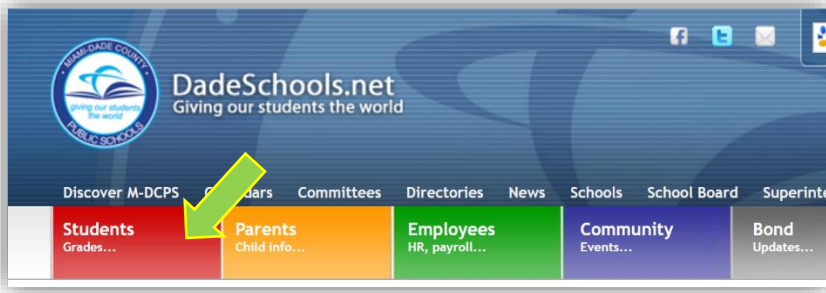 MIAMI-DADE COUNTY
giving our students
the world
PUBLIC SCHOOLS
DadeSchools.net
Giving our students the world
Discover M-DCPS
Committees
Directories
News
Schools
School Board
Students
Grades...
Parents
Child info...
Employees
HR, payroll...
Community
Events...
Bond
Updates...